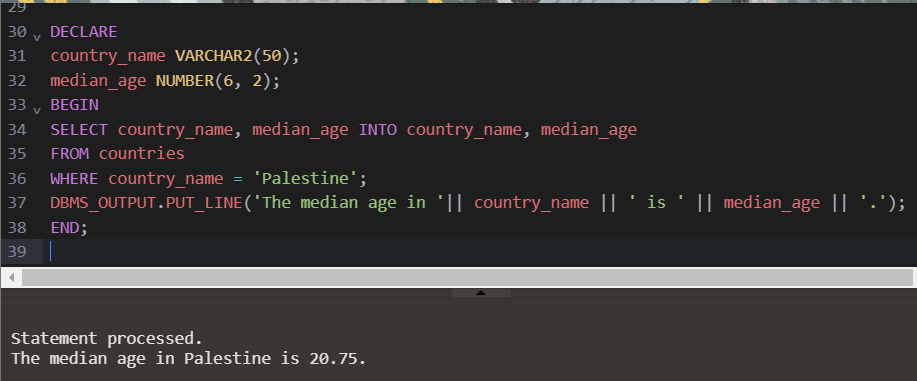 29
30 DECLARE
31 country_name VARCHAR2(50);
32 median_age NUMBER(6, 2);
33 BEGIN
34 SELECT country_name, median_age INTO country_name, median_age
35 FROM countries
36 WHERE country_name = 'Palestine';
37 DBMS_OUTPUT.PUT_LINE('The median age in '|| country_name || ' is ' || median_age || '.');
38 END;
39
Statement processed.
The median age in Palestine is 20.75.